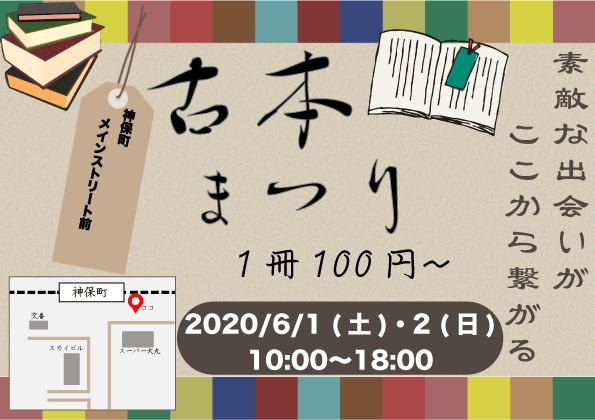 古本
まつり
神保町
メインストリート前
素敵な出会いが
ここから繋がる
1冊100円～
2020/6/1(土)・2(日)
10:00～18:00
神保町
ココ
交番
スカイビル
スーパー大丸